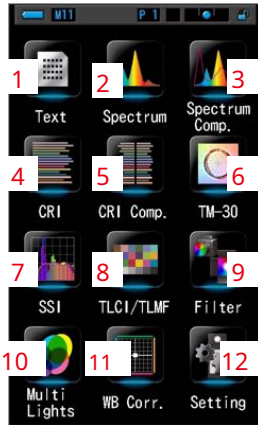 M11 P 1
1 2 3
Text Spectrum Spectrum Comp.
4 5 6
CRI CRI Comp. TM-30
7 8 9
SSI TLCI/TLMF Filter
10 11 12
Multi Lights WB Corr. Setting